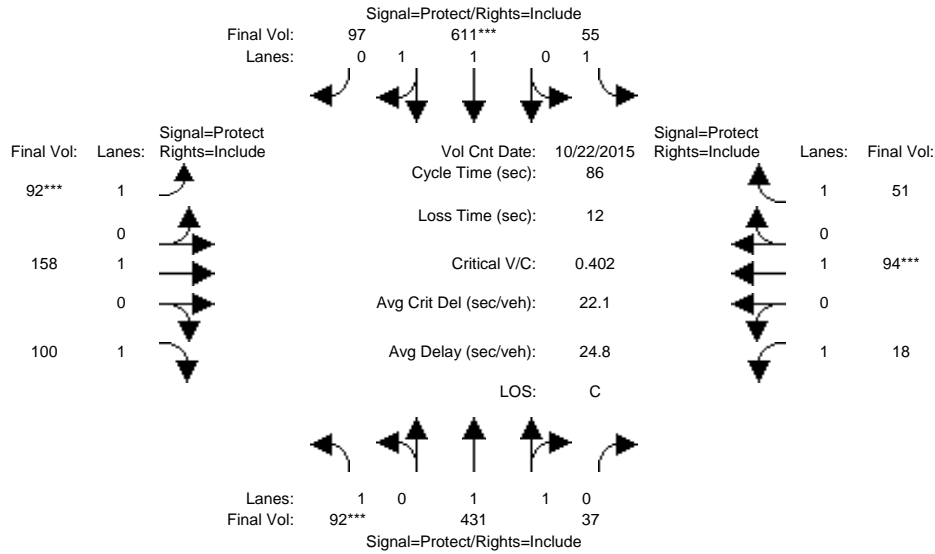 Signal=Protect/Rights=Include
Final Vol: 97 611*** 55
Lanes: 0 1 1 0 1
Signal=Protect Signal=Protect
Final Vol: Lanes: Rights=Include Vol Cnt Date: 10/22/2015 Rights=Include Lanes: Final Vol:
Cycle Time (sec): 86
92*** 1 1 51
Loss Time (sec): 12
0 0
158 1 Critical V/C: 0.402 1 94***
0 Avg Crit Del (sec/veh): 22.1 0
100 1 Avg Delay (sec/veh): 24.8 1 18
LOS: C
Lanes: 1 0 1 1 0
Final Vol: 92*** 431 37
Signal=Protect/Rights=Include